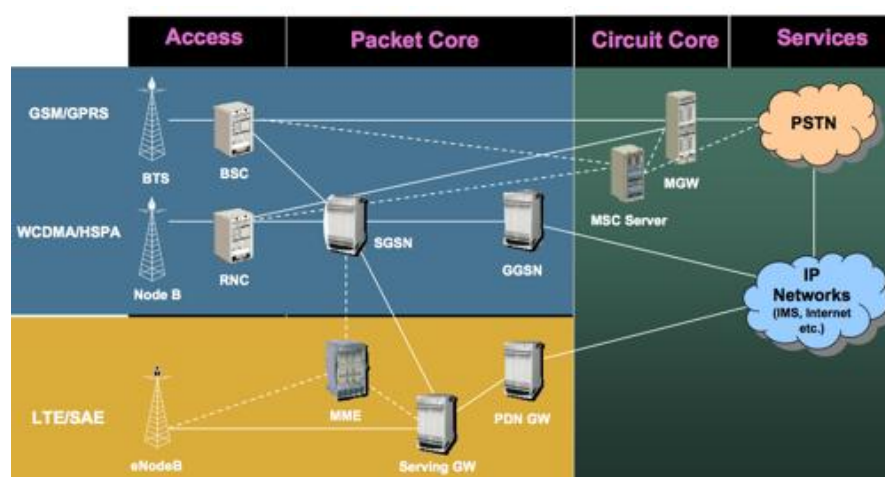 Access
Packet Core
Circuit Core
Services
GSM/GPRS
BTS
BSC
MGW
PSTN
MSC Server
WCDMA/HSPA
Node B
RNC
SGSN
GGSN
IP
Networks
(IMS, Internet
etc.)
LTE/SAE
eNodeB
MME
Serving GW
PDN GW